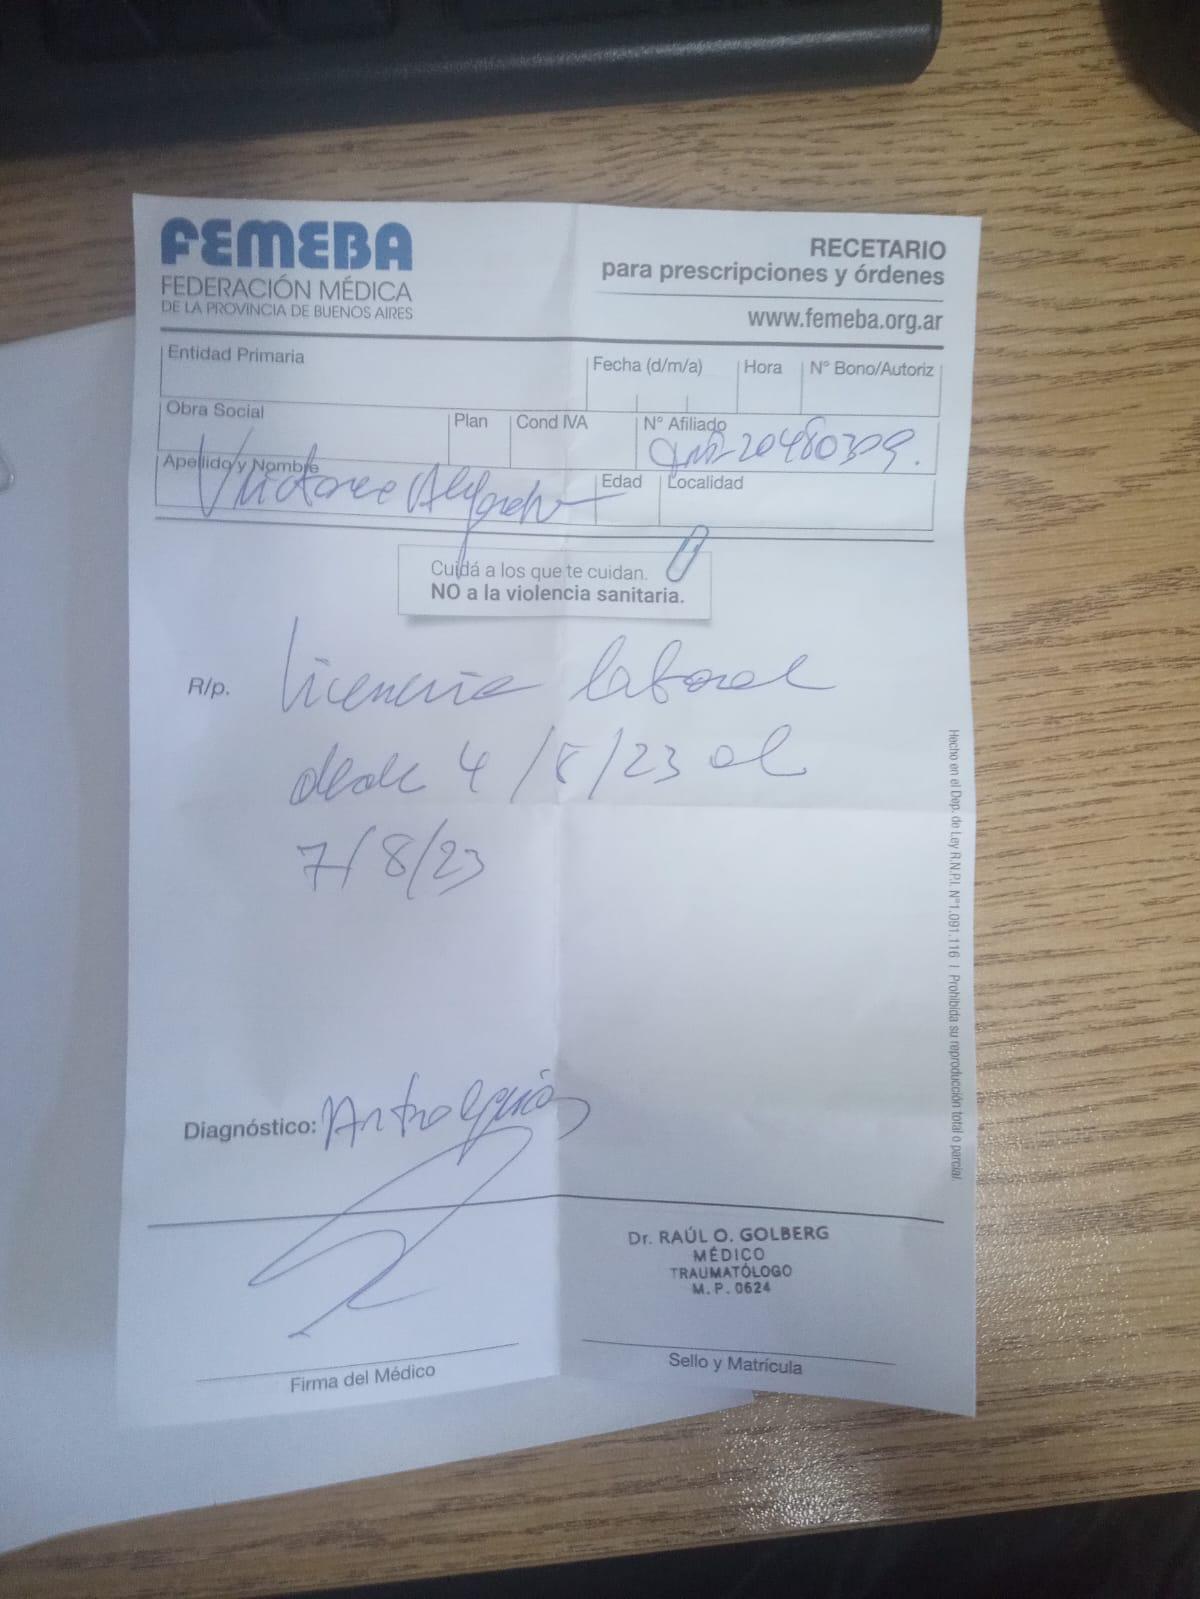 FEMEBA
FEDERACIÓN MÉDICA
DE LA PROVINCIA DE BUENOS AIRES
RECETARIO
para prescripciones y órdenes
www.femeba.org.ar
Entidad Primaria
Fecha (d/m/a)
Hora
N° Bono/Autoriz
Obra Social
Plan
Cond IVA
N° Afiliado
20480309.
Apellido y Nombre
Edad
Localidad
Cuidá a los que te cuidan.
NO a la violencia sanitaria.
R/p.
licencia laboral
desde 4/8/23 al
7/8/23
Diagnóstico:
Dr. RAÚL O. GOLBERG
MÉDICO
TRAUMATÓLOGO
M.P. 0624
Firma del Médico
Sello y Matrícula
Hecho en el Dep. de Ley R.N.P.I. N°1.091.116 | Prohibida su reproducción total o parcial.